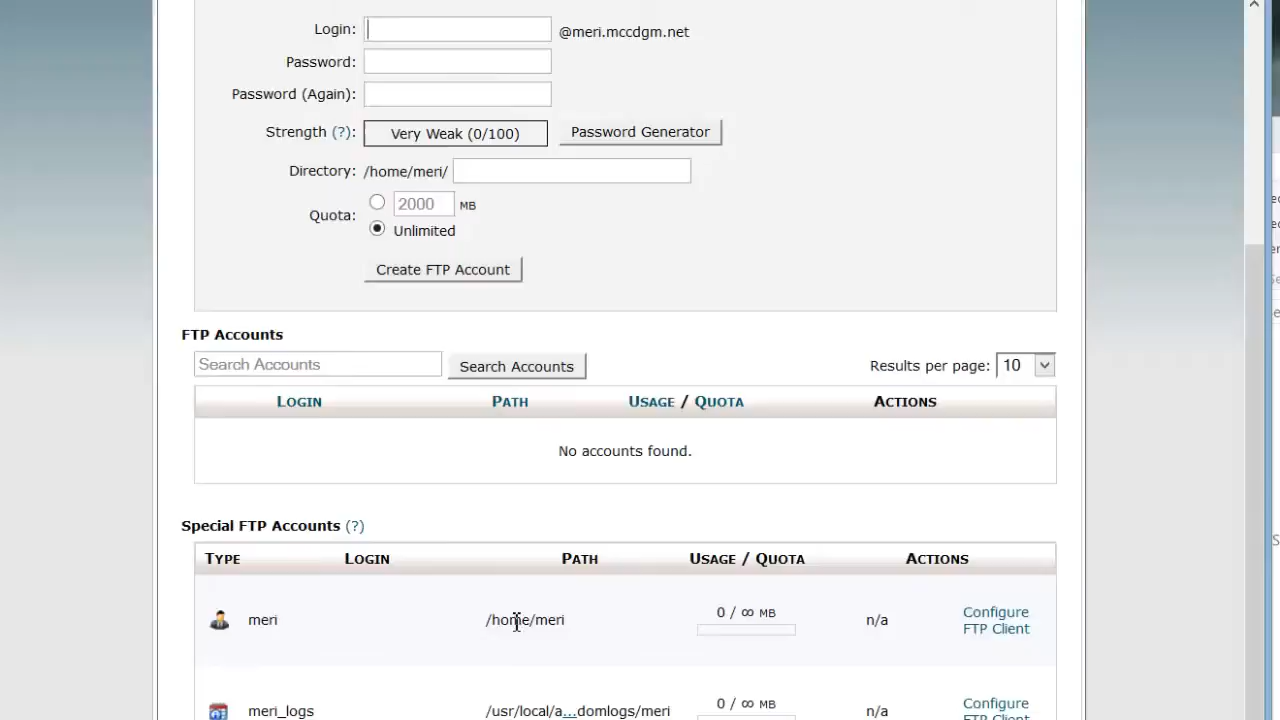 Login: @meri.mccdgm.net
Password:
Password (Again):
Strength (?): Very Weak (0/100) Password Generator
Directory: /home/meri/
Quota: 2000 MB
Unlimited
Create FTP Account
FTP Accounts
Search Accounts Search Accounts Results per page: 10
LOGIN PATH USAGE / QUOTA ACTIONS
No accounts found.
Special FTP Accounts (?)
TYPE LOGIN PATH USAGE / QUOTA ACTIONS
meri /home/meri 0 / ∞ MB n/a Configure FTP Client
meri_logs /usr/local/a...domlogs/meri 0 / ∞ MB n/a Configure FTP Client